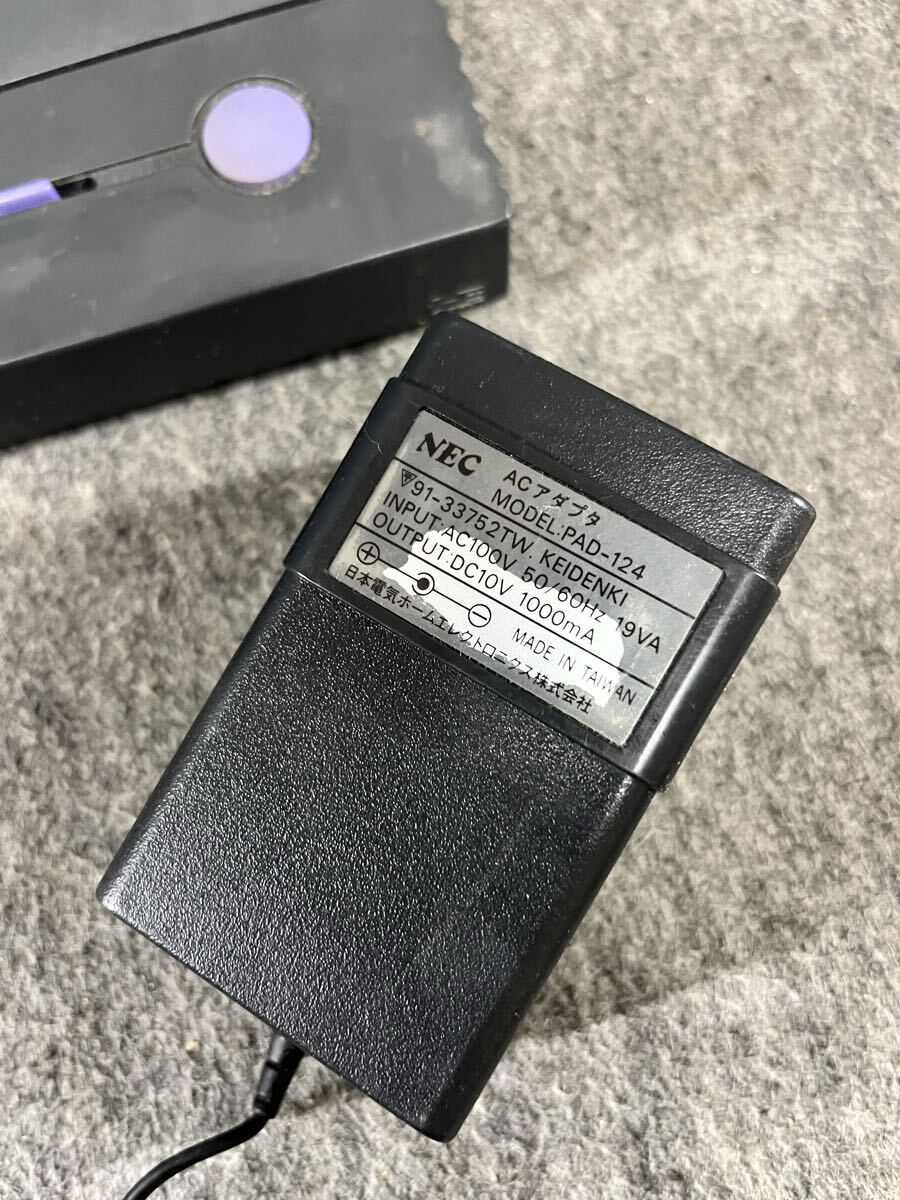 NEC ACアダプタ
MODEL:PAD-124
91-33752TW. KEIDENKI
INPUT:AC100V 50/60Hz 19VA
OUTPUT:DC10V 1000mA
MADE IN TAIWAN
日本電気ホームエレクトロニクス株式会社